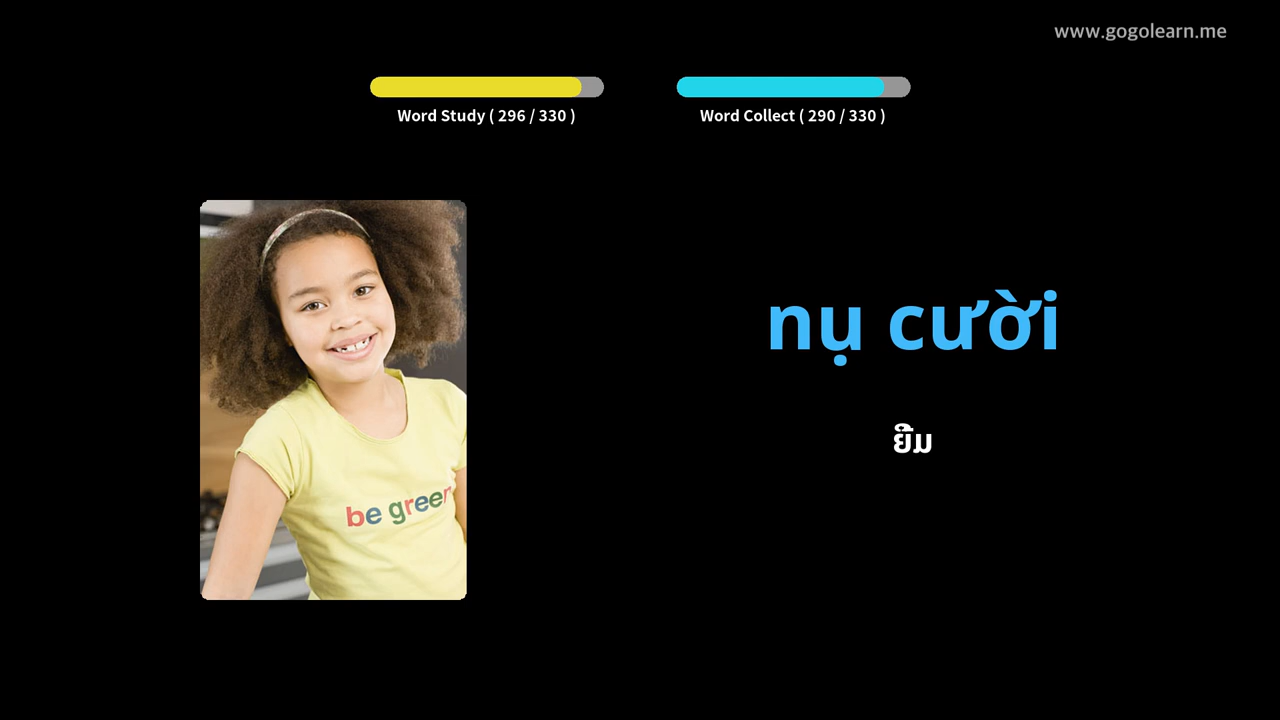 www.gogolearn.me
Word Study ( 296 / 330 )
Word Collect ( 290 / 330 )
nụ cười
ຍິ້ມ
be green